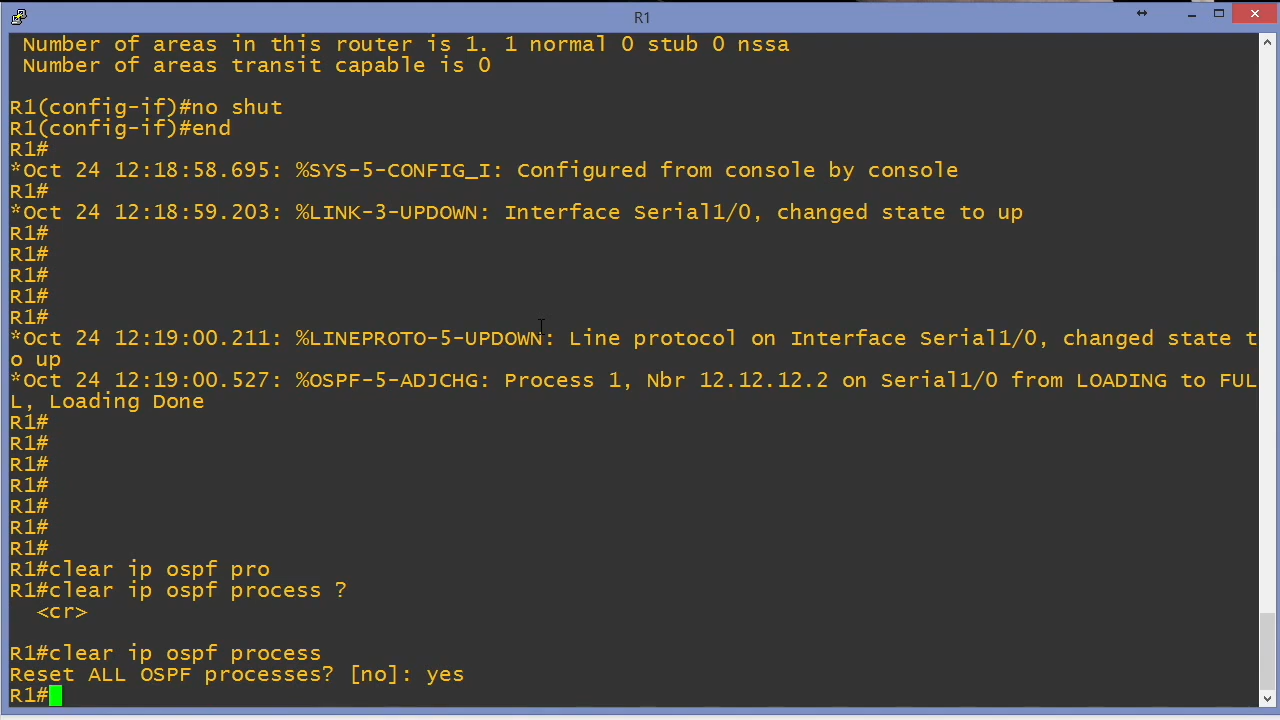 R1
Number of areas in this router is 1. 1 normal 0 stub 0 nssa
Number of areas transit capable is 0
R1(config-if)#no shut
R1(config-if)#end
R1#
*Oct 24 12:18:58.695: %SYS-5-CONFIG_I: Configured from console by console
R1#
*Oct 24 12:18:59.203: %LINK-3-UPDOWN: Interface Serial1/0, changed state to up
R1#
R1#
R1#
R1#
R1#
*Oct 24 12:19:00.211: %LINEPROTO-5-UPDOWN: Line protocol on Interface Serial1/0, changed state t
o up
*Oct 24 12:19:00.527: %OSPF-5-ADJCHG: Process 1, Nbr 12.12.12.2 on Serial1/0 from LOADING to FUL
L, Loading Done
R1#
R1#
R1#
R1#
R1#
R1#
R1#
R1#clear ip ospf pro
R1#clear ip ospf process ?
<cr>
R1#clear ip ospf process
Reset ALL OSPF processes? [no]: yes
R1#